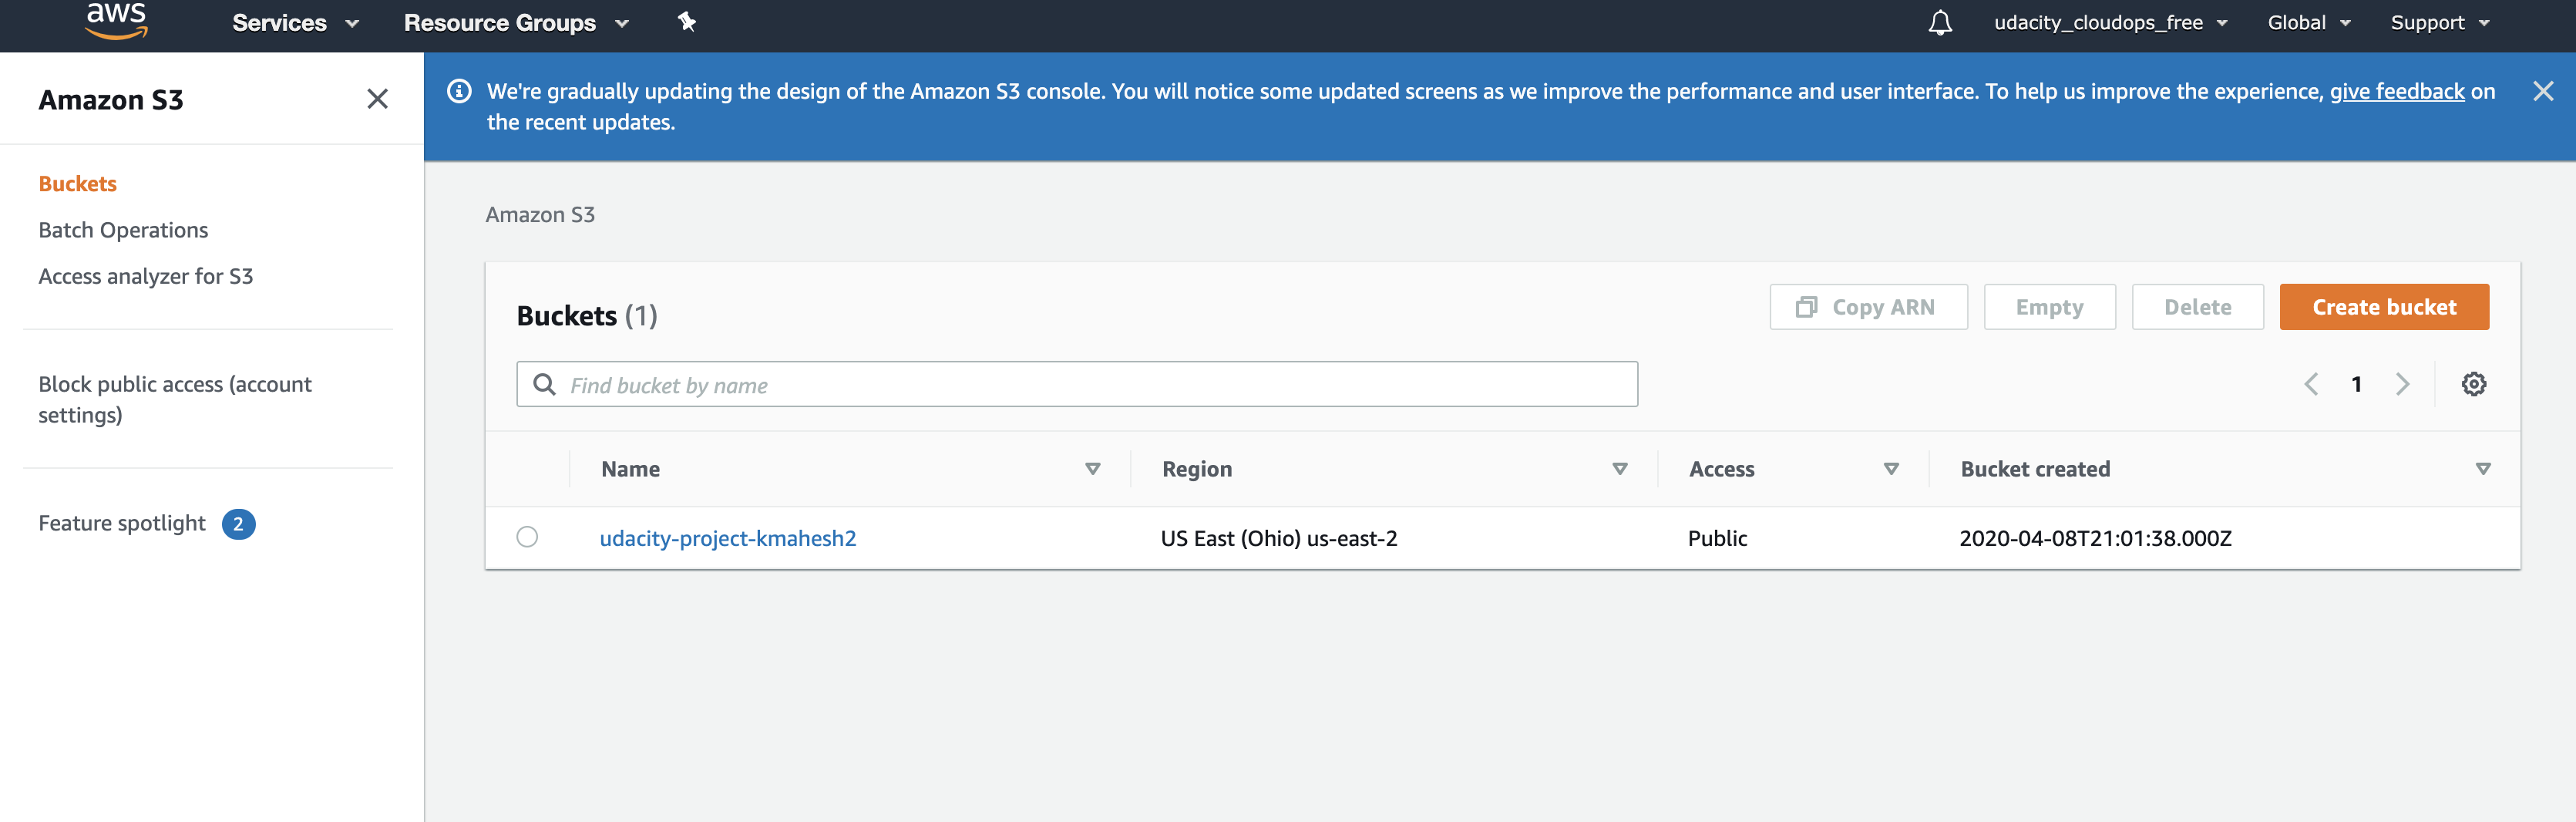 aws
Services
Resource Groups
udacity_cloudops_free
Global
Support
Amazon S3
Buckets
Batch Operations
Access analyzer for S3
Block public access (account
settings)
Feature spotlight 2
We're gradually updating the design of the Amazon S3 console. You will notice some updated screens as we improve the performance and user interface. To help us improve the experience, give feedback on
the recent updates.
Amazon S3
Buckets (1)
Copy ARN
Empty
Delete
Create bucket
Find bucket by name
1
Name Region Access Bucket created
udacity-project-kmahesh2 US East (Ohio) us-east-2 Public 2020-04-08T21:01:38.000Z